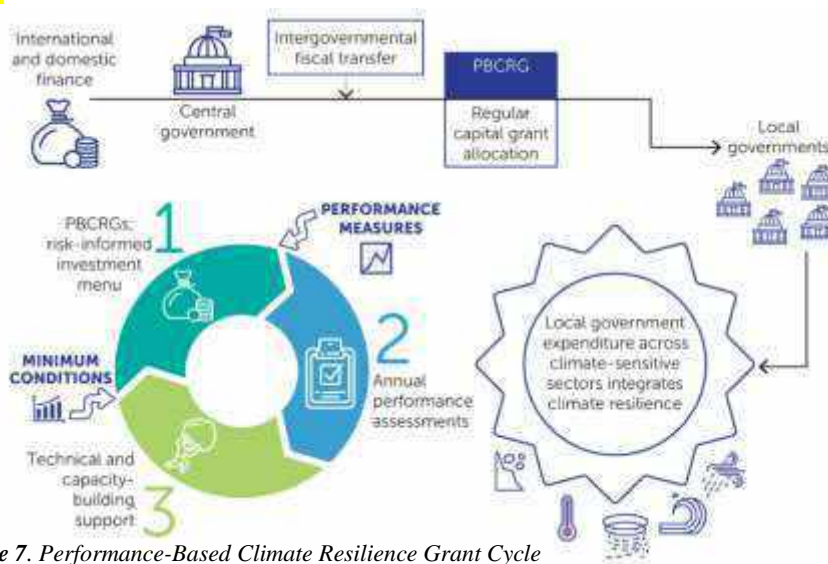 International
and domestic
finance
Central
government
Intergovernmental
fiscal transfer
PBCRG
Regular
capital grant
allocation
Local
governments
1
PBCRGs:
risk-informed
investment
menu
PERFORMANCE
MEASURES
2
Annual
performance
assessments
MINIMUM
CONDITIONS
Technical and
capacity-
building
support
3
Local government
expenditure across
climate-sensitive
sectors integrates
climate resilience
e 7. Performance-Based Climate Resilience Grant Cycle